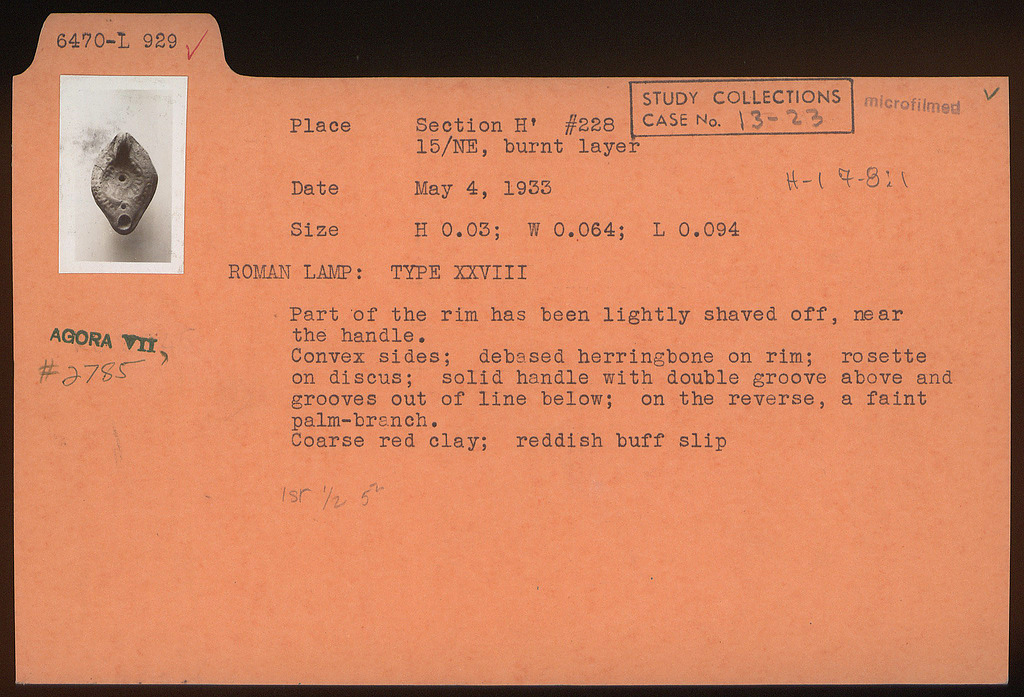 6470-L 929 ✓
STUDY COLLECTIONS
CASE No. 13-23
microfilmed ✓
Place Section H' #228
15/NE, burnt layer
Date May 4, 1933
Size H 0.03; W 0.064; L 0.094
ROMAN LAMP: TYPE XXVIII
Part of the rim has been lightly shaved off, near
the handle.
Convex sides; debased herringbone on rim; rosette
on discus; solid handle with double groove above and
grooves out of line below; on the reverse, a faint
palm-branch.
Coarse red clay; reddish buff slip
AGORA VII,
#2785
1st 1/2 5